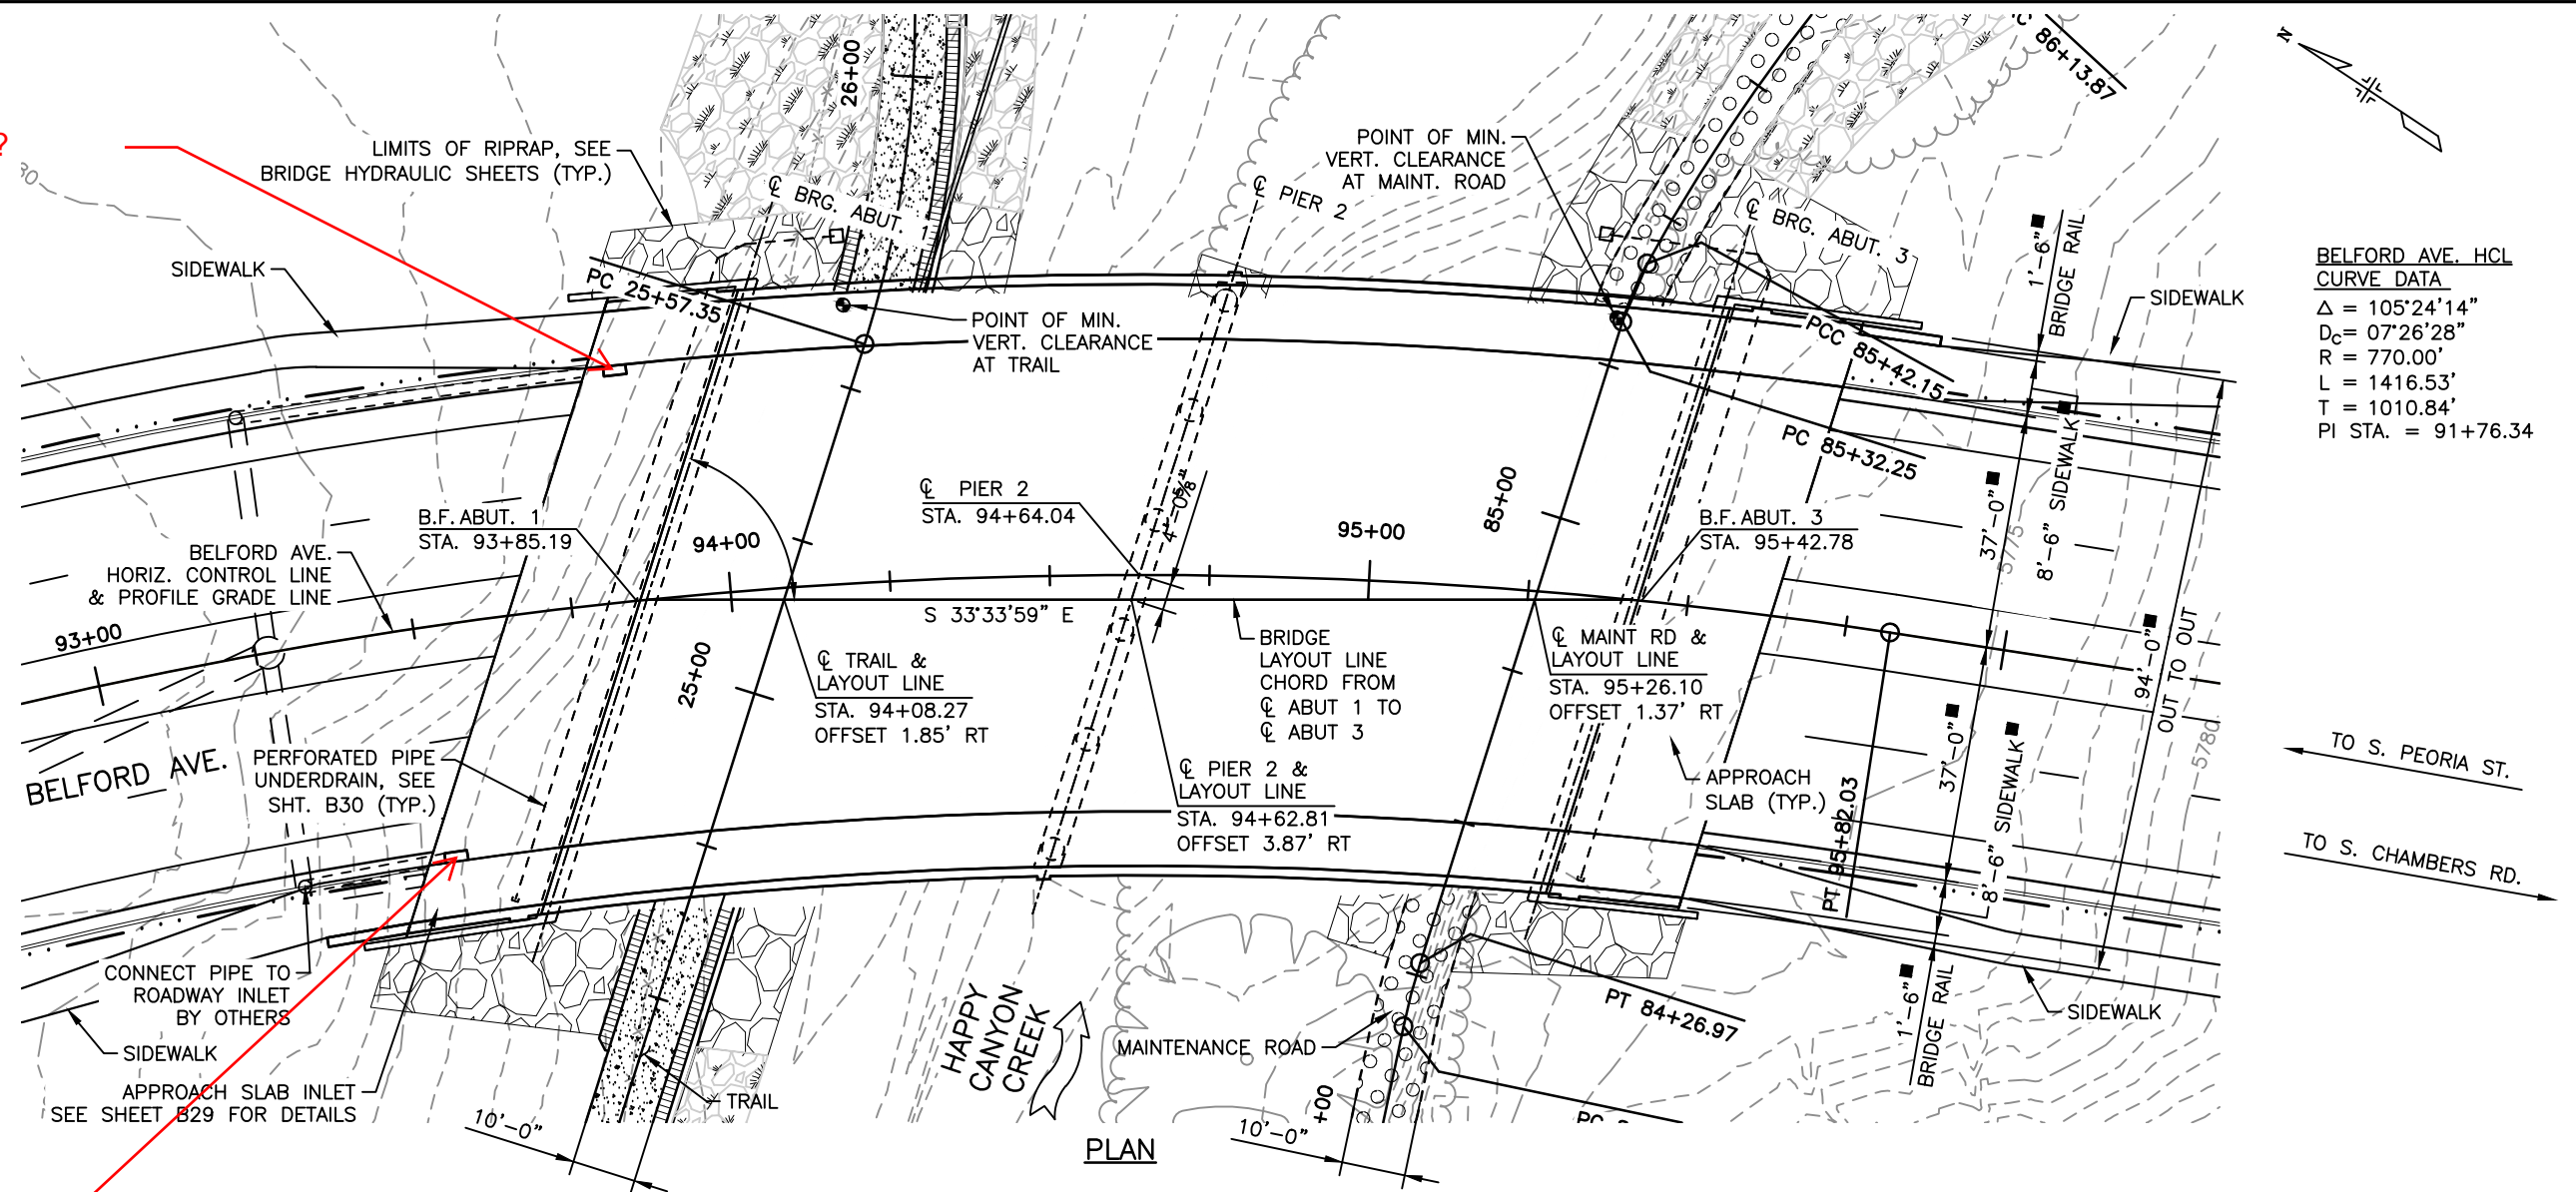 ?
LIMITS OF RIPRAP, SEE
BRIDGE HYDRAULIC SHEETS (TYP.)
26+00
℄ BRG. ABUT. 1
℄ PIER 2
POINT OF MIN.
VERT. CLEARANCE
AT MAINT. ROAD
86+13.87
N
℄ BRG. ABUT. 3
SIDEWALK
PC 25+57.35
POINT OF MIN.
VERT. CLEARANCE
AT TRAIL
PCC 85+42.15
PC 85+32.25
1'-6"■
BRIDGE RAIL
SIDEWALK
BELFORD AVE. HCL
CURVE DATA
Δ = 105°24'14"
Dc= 07°26'28"
R = 770.00'
L = 1416.53'
T = 1010.84'
PI STA. = 91+76.34
B.F. ABUT. 1
STA. 93+85.19
94+00
℄ PIER 2
STA. 94+64.04
4'-0⅝"
95+00
85+00
B.F. ABUT. 3
STA. 95+42.78
37'-0"■
8'-6" SIDEWALK■
5775
BELFORD AVE.
HORIZ. CONTROL LINE
& PROFILE GRADE LINE
93+00
S 33°33'59" E
25+00
℄ TRAIL &
LAYOUT LINE
STA. 94+08.27
OFFSET 1.85' RT
BRIDGE
LAYOUT LINE
CHORD FROM
℄ ABUT 1 TO
℄ ABUT 3
℄ MAINT RD &
LAYOUT LINE
STA. 95+26.10
OFFSET 1.37' RT
94'-0"■
OUT TO OUT
5780
BELFORD AVE.
PERFORATED PIPE
UNDERDRAIN, SEE
SHT. B30 (TYP.)
℄ PIER 2 &
LAYOUT LINE
STA. 94+62.81
OFFSET 3.87' RT
APPROACH
SLAB (TYP.)
PT 95+82.03
37'-0"■
8'-6" SIDEWALK■
TO S. PEORIA ST.
TO S. CHAMBERS RD.
CONNECT PIPE TO
ROADWAY INLET
BY OTHERS
SIDEWALK
APPROACH SLAB INLET
SEE SHEET B29 FOR DETAILS
HAPPY
CANYON
CREEK
MAINTENANCE ROAD
PT 84+26.97
1'-6"■
BRIDGE RAIL
SIDEWALK
TRAIL
10'-0"
10'-0"
+00
PLAN